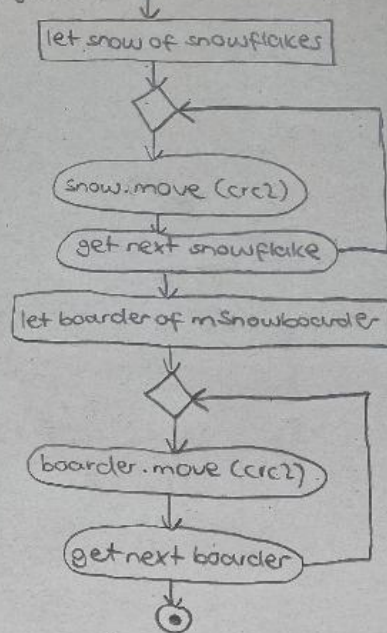 let snow of snowflakes
snow.move (crc2)
get next snowflake
let boarder of mSnowboarder
boarder.move (crc2)
get next boarder